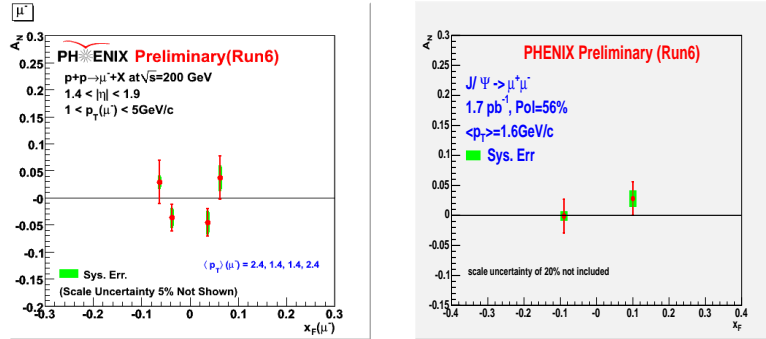 μ⁻
A_N
PH✳ENIX Preliminary(Run6)
p+p→μ⁻+X at√s=200 GeV
1.4 < |η| < 1.9
1 < p_T(μ⁻) < 5GeV/c
⟨ p_T⟩ (μ⁻) = 2.4, 1.4, 1.4, 2.4
Sys. Err.
(Scale Uncertainty 5% Not Shown)
0.3
0.25
0.2
0.15
0.1
0.05
-0
-0.05
-0.1
-0.15
-0.2
-0.3 -0.2 -0.1 0 0.1 0.2 0.3
x_F(μ⁻)
A_N
PHENIX Preliminary (Run6)
J/ Ψ -> μ⁺μ⁻
1.7 pb⁻¹, Pol=56%
<p_T>=1.6GeV/c
Sys. Err
scale uncertainty of 20% not included
0.3
0.25
0.2
0.15
0.1
0.05
0
-0.05
-0.1
-0.15
-0.4 -0.3 -0.2 -0.1 -0 0.1 0.2 0.3 0.4
x_F